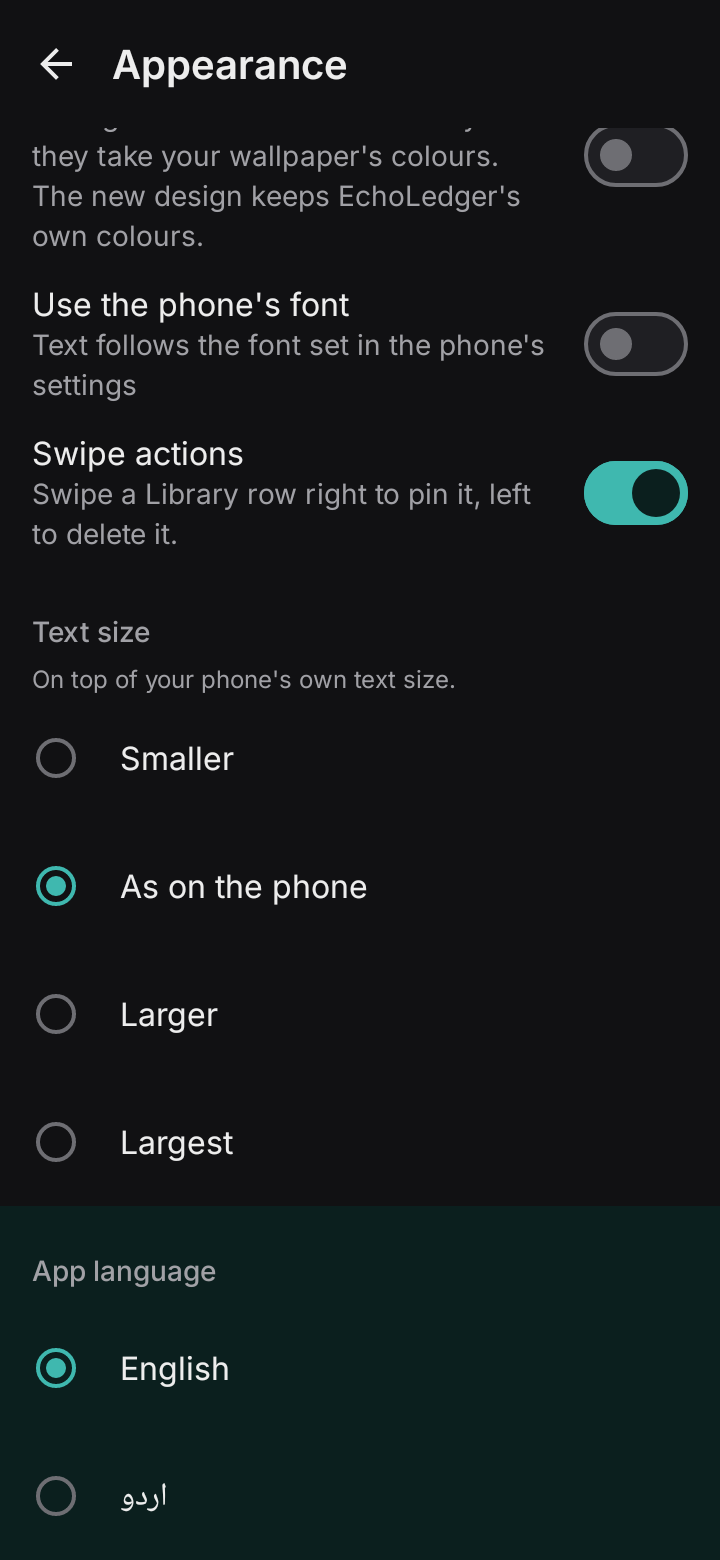 Appearance
they take your wallpaper's colours.
The new design keeps EchoLedger's
own colours.
Use the phone's font
Text follows the font set in the phone's
settings
Swipe actions
Swipe a Library row right to pin it, left
to delete it.
Text size
On top of your phone's own text size.
Smaller
As on the phone
Larger
Largest
App language
English
اردو